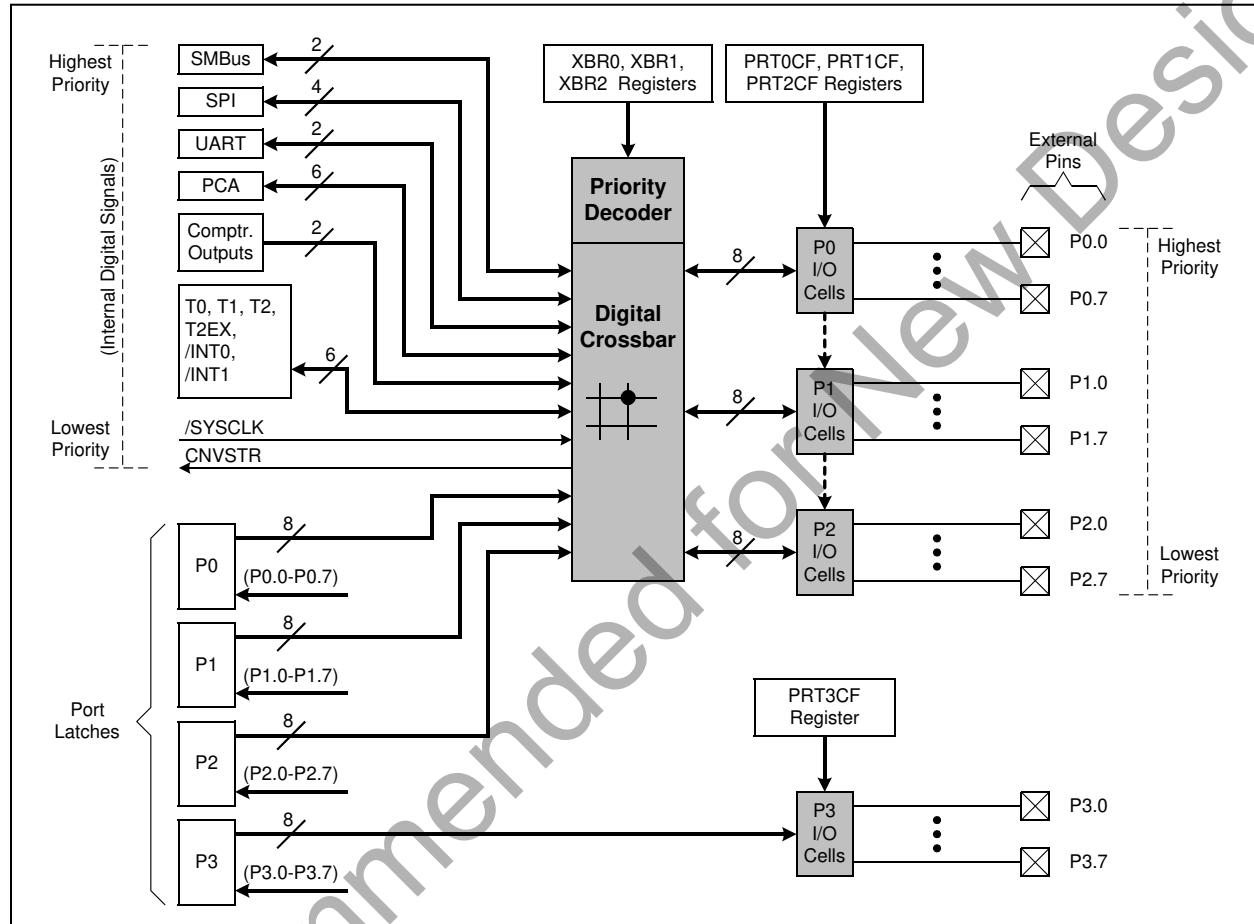 Highest
Priority
(Internal Digital Signals)
Lowest
Priority
SMBus
2
SPI
4
UART
2
PCA
6
Comptr.
Outputs
2
T0, T1, T2,
T2EX,
/INT0,
/INT1
6
/SYSCLK
CNVSTR
XBR0, XBR1,
XBR2 Registers
PRT0CF, PRT1CF,
PRT2CF Registers
Priority
Decoder
Digital
Crossbar
8
8
8
P0
I/O
Cells
P1
I/O
Cells
P2
I/O
Cells
External
Pins
P0.0
P0.7
P1.0
P1.7
P2.0
P2.7
Highest
Priority
Lowest
Priority
Port
Latches
P0
8
(P0.0-P0.7)
P1
8
(P1.0-P1.7)
P2
8
(P2.0-P2.7)
P3
8
(P3.0-P3.7)
PRT3CF
Register
P3
I/O
Cells
P3.0
P3.7
mmended for New Desig